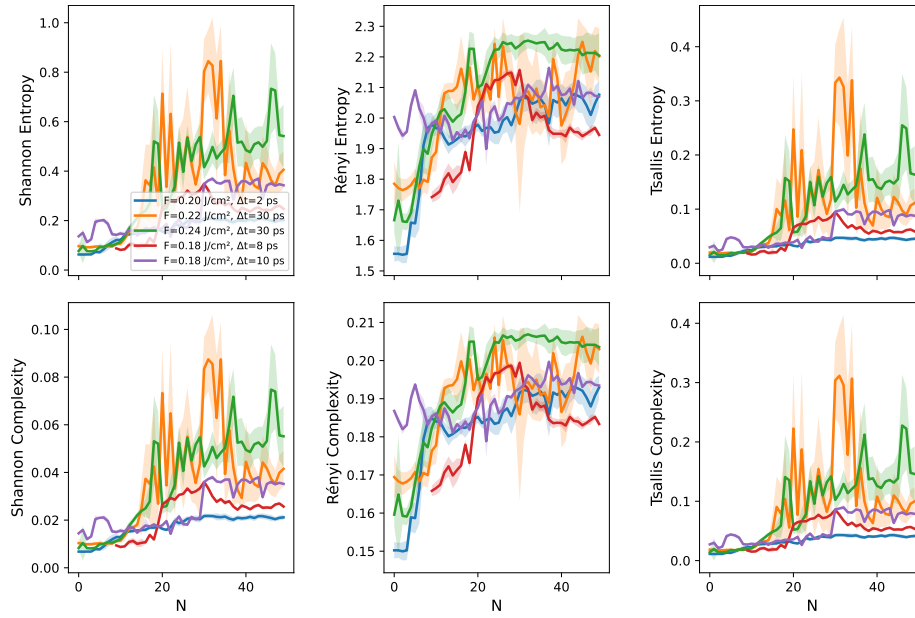 Shannon Entropy
1.0
0.8
0.6
0.4
0.2
0.0
F=0.20 J/cm², Δt=2 ps
F=0.22 J/cm², Δt=30 ps
F=0.24 J/cm², Δt=30 ps
F=0.18 J/cm², Δt=8 ps
F=0.18 J/cm², Δt=10 ps
Rényi Entropy
2.3
2.2
2.1
2.0
1.9
1.8
1.7
1.6
1.5
Tsallis Entropy
0.4
0.3
0.2
0.1
0.0
Shannon Complexity
0.10
0.08
0.06
0.04
0.02
0.00
0 20 40
N
Rényi Complexity
0.21
0.20
0.19
0.18
0.17
0.16
0.15
0 20 40
N
Tsallis Complexity
0.4
0.3
0.2
0.1
0.0
0 20 40
N